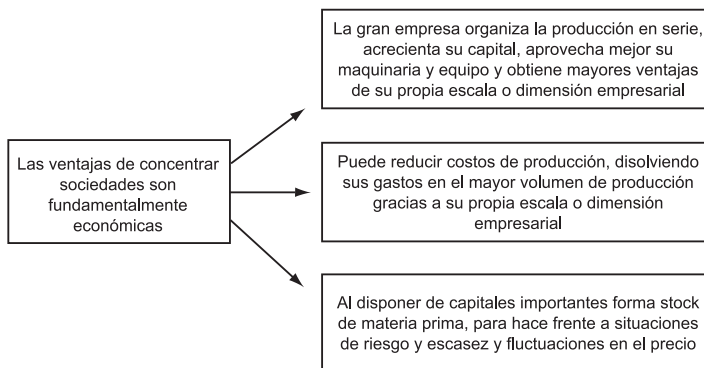 La gran empresa organiza la producción en serie,
acrecienta su capital, aprovecha mejor su
maquinaria y equipo y obtiene mayores ventajas
de su propia escala o dimensión empresarial
Las ventajas de concentrar
sociedades son
fundamentalmente
económicas
Puede reducir costos de producción, disolviendo
sus gastos en el mayor volumen de producción
gracias a su propia escala o dimensión
empresarial
Al disponer de capitales importantes forma stock
de materia prima, para hace frente a situaciones
de riesgo y escasez y fluctuaciones en el precio